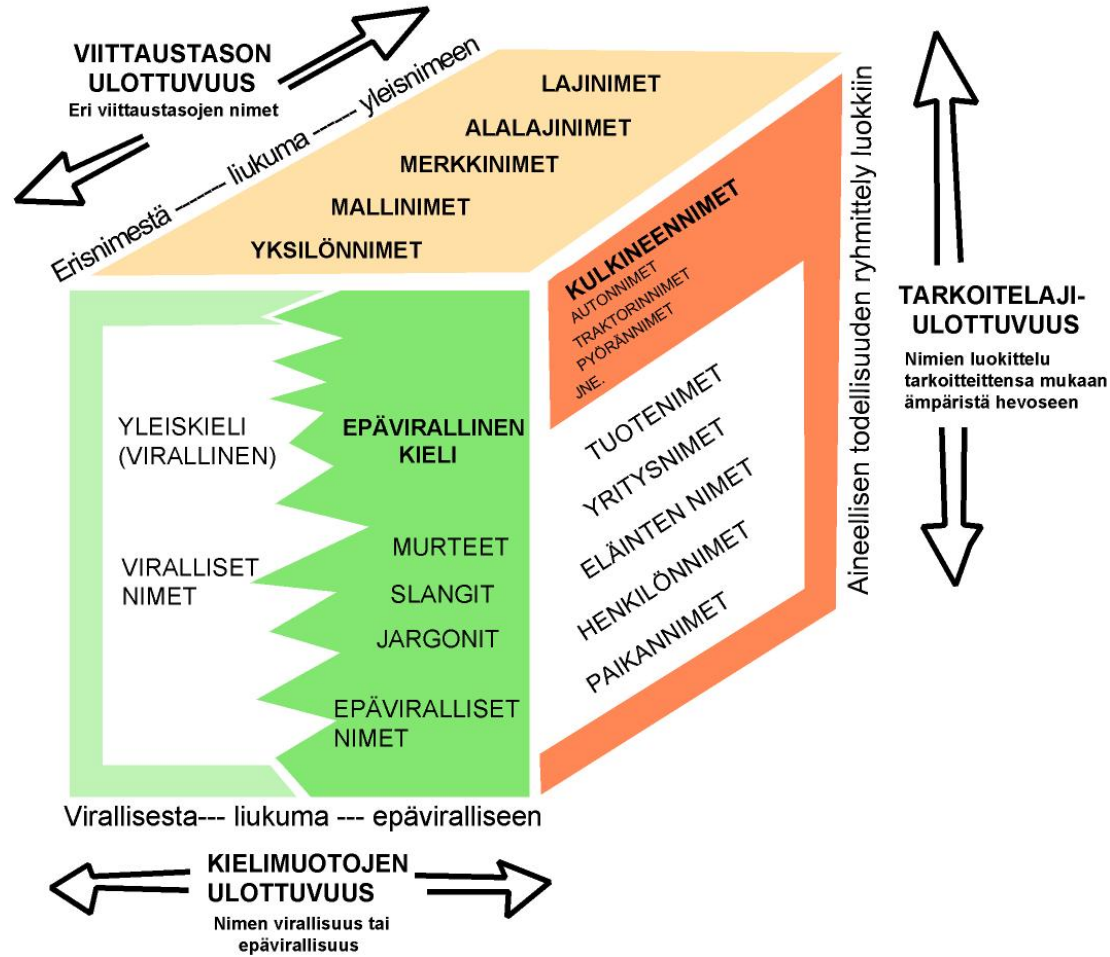 VIITTAUSTASON
ULOTTUVUUS
Eri viittaustasojen nimet
Erisnimestä ------- liukuma ------- yleisnimeen
LAJINIMET
ALALAJINIMET
MERKKINIMET
MALLINIMET
YKSILÖNNIMET
YLEISKIELI
(VIRALLINEN)
VIRALLISET
NIMET
EPÄVIRALLINEN
KIELI
MURTEET
SLANGIT
JARGONIT
EPÄVIRALLISET
NIMET
KULKINEENNIMET
AUTONNIMET
TRAKTORINNIMET
PYÖRÄNNIMET
JNE.
TUOTENIMET
YRITYSNIMET
ELÄINTEN NIMET
HENKILÖNNIMET
PAIKANNIMET
Aineellisen todellisuuden ryhmittely luokkiin
TARKOITELAJI-
ULOTTUVUUS
Nimien luokittelu
tarkoitteittensa mukaan
ämpäristä hevoseen
Virallisesta--- liukuma --- epäviralliseen
KIELIMUOTOJEN
ULOTTUVUUS
Nimen virallisuus tai
epävirallisuus